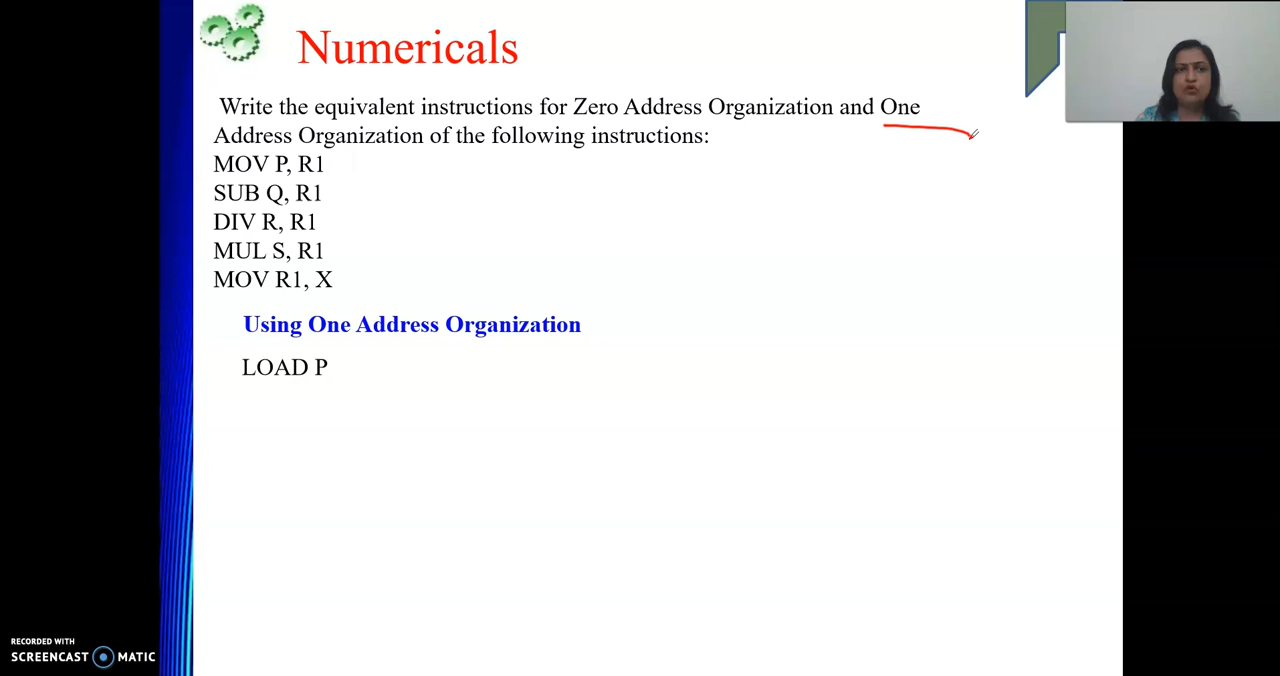 Numericals
Write the equivalent instructions for Zero Address Organization and One
Address Organization of the following instructions:
MOV P, R1
SUB Q, R1
DIV R, R1
MUL S, R1
MOV R1, X
Using One Address Organization
LOAD P
RECORDED WITH
SCREENCAST MATIC